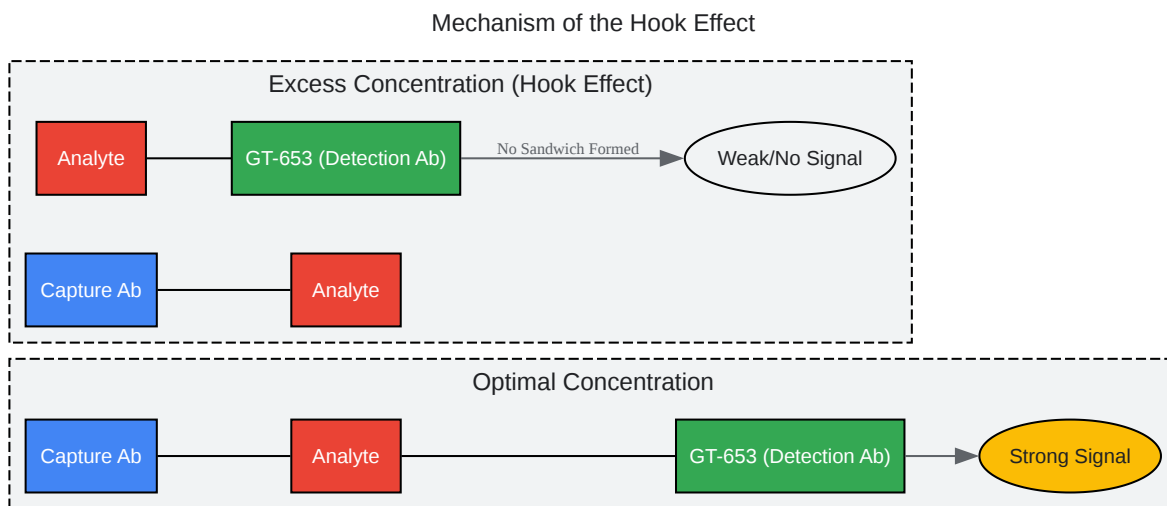 Mechanism of the Hook Effect
Excess Concentration (Hook Effect)
Analyte
GT-653 (Detection Ab)
No Sandwich Formed
Weak/No Signal
Capture Ab
Analyte
Optimal Concentration
Capture Ab
Analyte
GT-653 (Detection Ab)
Strong Signal